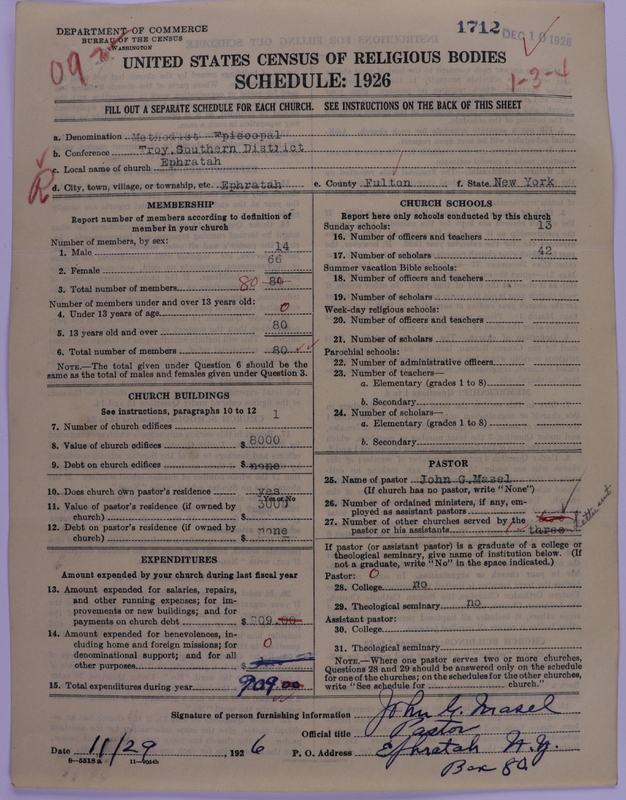 DEPARTMENT OF COMMERCE
BUREAU OF THE CENSUS
WASHINGTON
1712 DEC 10 1926
09
1-3-4
UNITED STATES CENSUS OF RELIGIOUS BODIES
SCHEDULE: 1926
FILL OUT A SEPARATE SCHEDULE FOR EACH CHURCH. SEE INSTRUCTIONS ON THE BACK OF THIS SHEET
a. Denomination Methodist Episcopal
b. Conference Troy, Southern District
c. Local name of church Ephratah
R
d. City, town, village, or township, etc. Ephratah e. County Fulton f. State New York
MEMBERSHIP
Report number of members according to definition of
member in your church
Number of members, by sex:
1. Male 14
2. Female 66
3. Total number of members 80 80
Number of members under and over 13 years old:
4. Under 13 years of age 0
5. 13 years old and over 80
6. Total number of members 80
NOTE.—The total given under Question 6 should be
same as the total of males and females given under Question 3.
CHURCH BUILDINGS
See instructions, paragraphs 10 to 12
7. Number of church edifices 1
8. Value of church edifices $ 8000
9. Debt on church edifices $ none
10. Does church own pastor's residence yes
Yes or No
11. Value of pastor's residence (if owned by
church) $ 3000
12. Debt on pastor's residence (if owned by
church) $ none
EXPENDITURES
Amount expended by your church during last fiscal year
13. Amount expended for salaries, repairs,
and other running expenses; for im-
provements or new buildings; and for
payments on church debt $ 909.00
14. Amount expended for benevolences, in-
cluding home and foreign missions; for
denominational support; and for all
other purposes $ 0
15. Total expenditures during year 909.00
CHURCH SCHOOLS
Report here only schools conducted by this church
Sunday schools:
16. Number of officers and teachers 13
17. Number of scholars 42
Summer vacation Bible schools:
18. Number of officers and teachers
19. Number of scholars
Week-day religious schools:
20. Number of officers and teachers
21. Number of scholars
Parochial schools:
22. Number of administrative officers
23. Number of teachers—
a. Elementary (grades 1 to 8)
b. Secondary
24. Number of scholars—
a. Elementary (grades 1 to 8)
b. Secondary
PASTOR
25. Name of pastor John G. Masel
(If church has no pastor, write "None")
26. Number of ordained ministers, if any, em-
ployed as assistant pastors
27. Number of other churches served by the
pastor or his assistants three
If pastor (or assistant pastor) is a graduate of a college or
theological seminary, give name of institution below. (If
not a graduate, write "No" in the space indicated.)
Pastor: 0
28. College no
29. Theological seminary no
Assistant pastor:
30. College
31. Theological seminary
NOTE.—Where one pastor serves two or more churches,
Questions 28 and 29 should be answered only on the schedule
for one of the churches; on the schedules for the other churches,
write "See schedule for church."
Signature of person furnishing information John G. Masel
Official title Pastor
Date 11/29, 1926 P. O. Address Ephratah N.Y.
Box 80
8—5518a